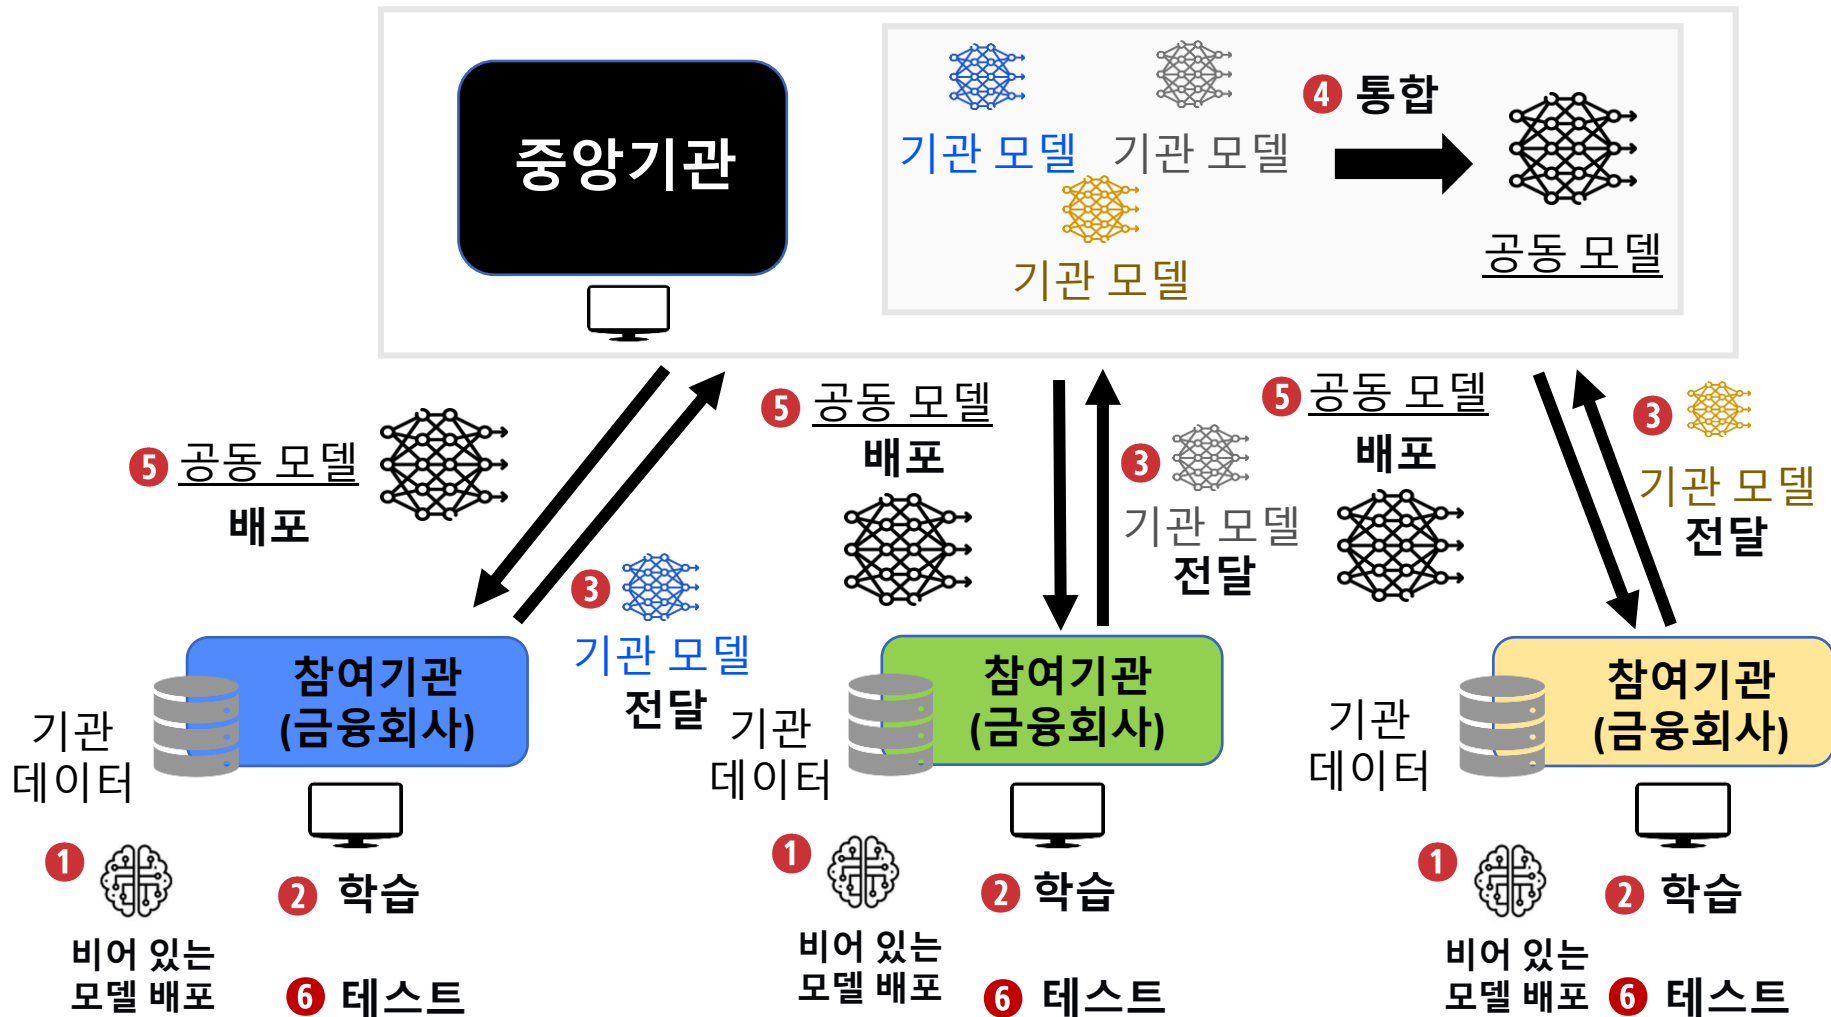 중앙기관
기관 모델
기관 모델
기관 모델
4 통합
공동 모델
5 공동 모델
배포
3
기관 모델
전달
5 공동 모델
배포
3
기관 모델
전달
5 공동 모델
배포
3
기관 모델
전달
참여기관
(금융회사)
기관
데이터
1
비어 있는
모델 배포
2 학습
6 테스트
참여기관
(금융회사)
기관
데이터
1
비어 있는
모델 배포
2 학습
6 테스트
참여기관
(금융회사)
기관
데이터
1
비어 있는
모델 배포
2 학습
6 테스트